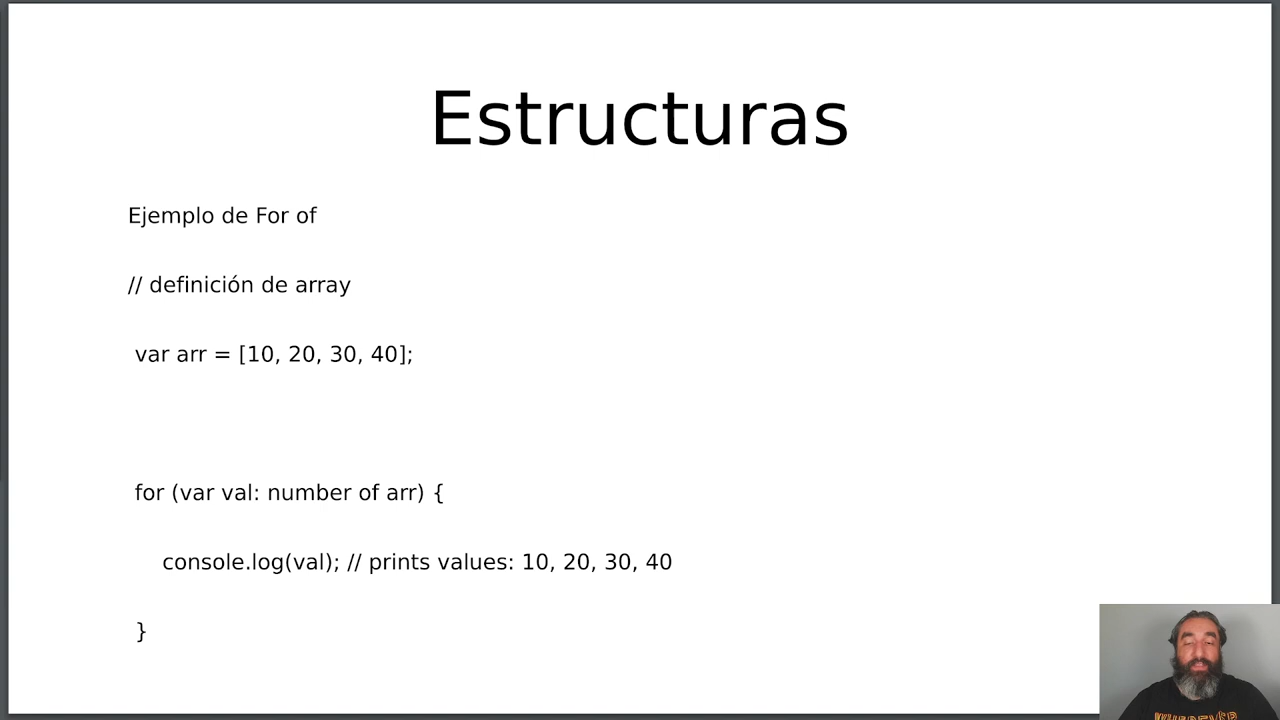 Estructuras
Ejemplo de For of
// definición de array
var arr = [10, 20, 30, 40];
for (var val: number of arr) {
console.log(val); // prints values: 10, 20, 30, 40
}